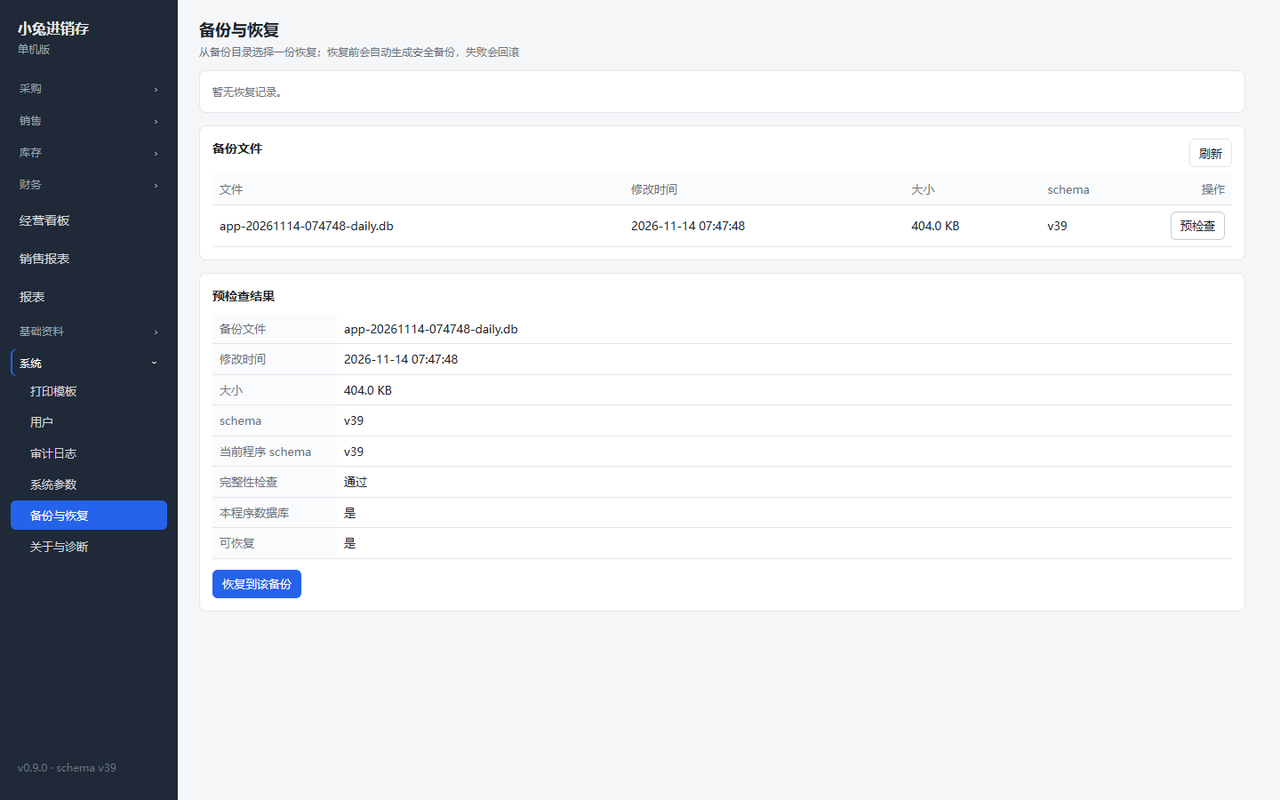 小兔进销存
单机版
采购
销售
库存
财务
经营看板
销售报表
报表
基础资料
系统
打印模板
用户
审计日志
系统参数
备份与恢复
关于与诊断
v0.9.0 · schema v39
备份与恢复
从备份目录选择一份恢复；恢复前会自动生成安全备份，失败会回滚
暂无恢复记录。
备份文件
刷新
文件 修改时间 大小 schema 操作
app-20261114-074748-daily.db 2026-11-14 07:47:48 404.0 KB v39 预检查
预检查结果
备份文件 app-20261114-074748-daily.db
修改时间 2026-11-14 07:47:48
大小 404.0 KB
schema v39
当前程序 schema v39
完整性检查 通过
本程序数据库 是
可恢复 是
恢复到该备份